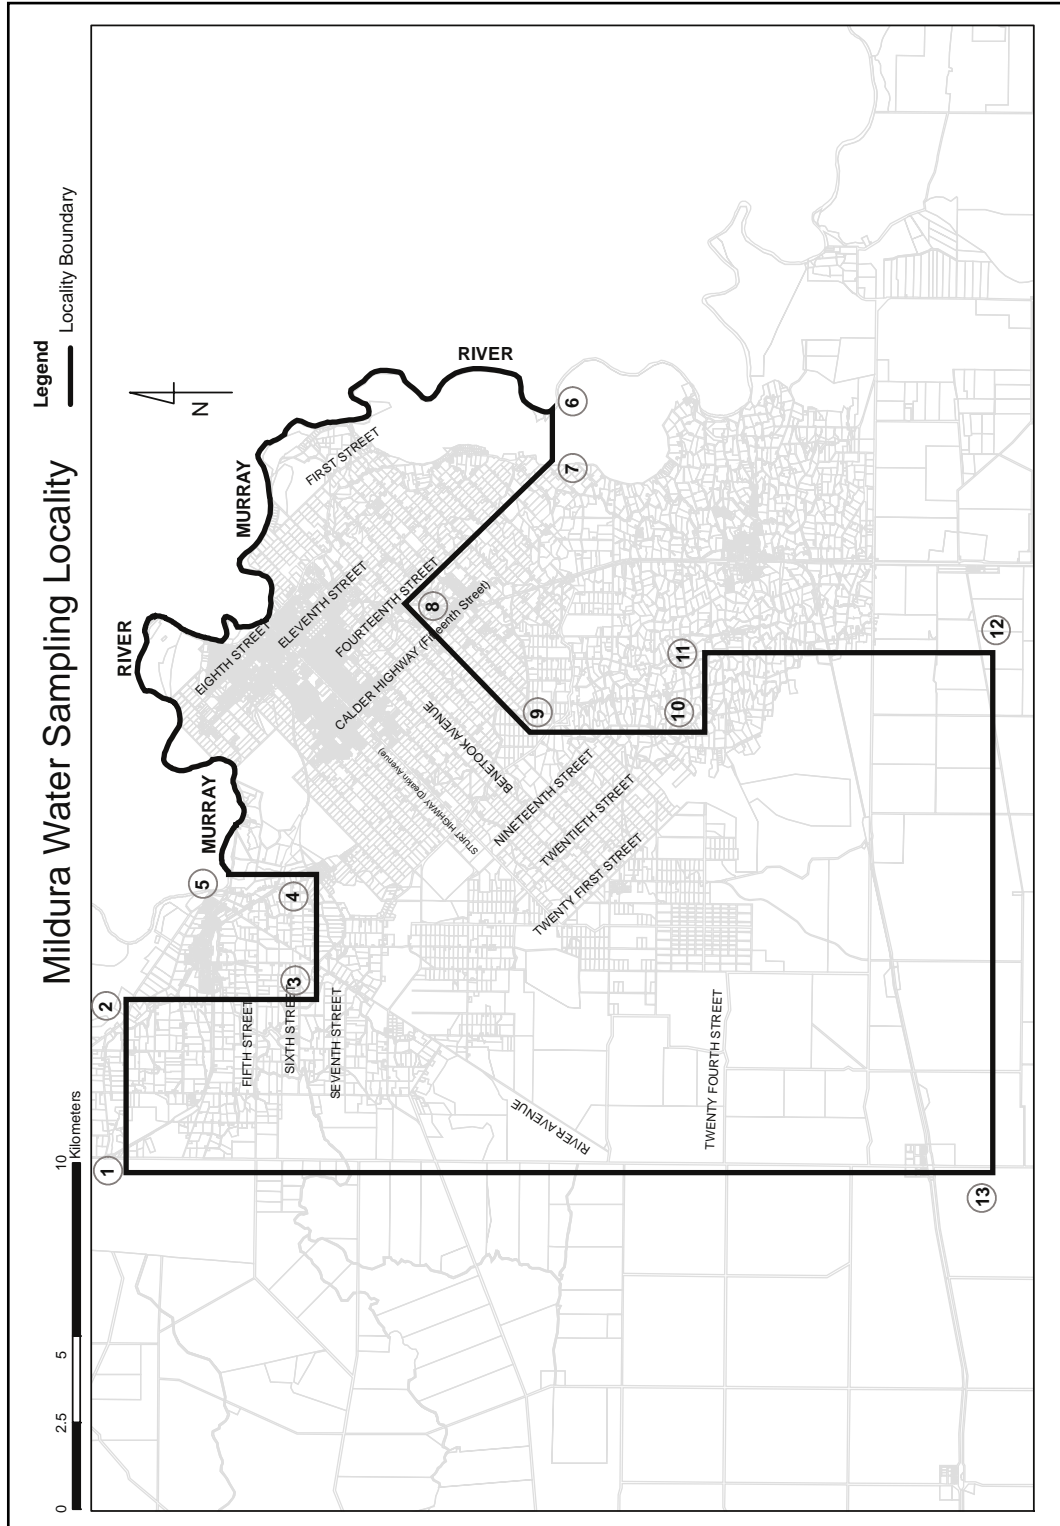 Mildura Water Sampling Locality
Legend
Locality Boundary
0
2.5
5
10
Kilometers
N
RIVER
MURRAY
RIVER
MURRAY
1
2
3
4
5
6
7
8
9
10
11
12
13
FIRST STREET
EIGHTH STREET
ELEVENTH STREET
FOURTEENTH STREET
CALDER HIGHWAY (Fifteenth Street)
BENETOOK AVENUE
STURT HIGHWAY (Deakin Avenue)
NINETEENTH STREET
TWENTIETH STREET
TWENTY FIRST STREET
FIFTH STREET
SIXTH STREET
SEVENTH STREET
RIVER AVENUE
TWENTY FOURTH STREET